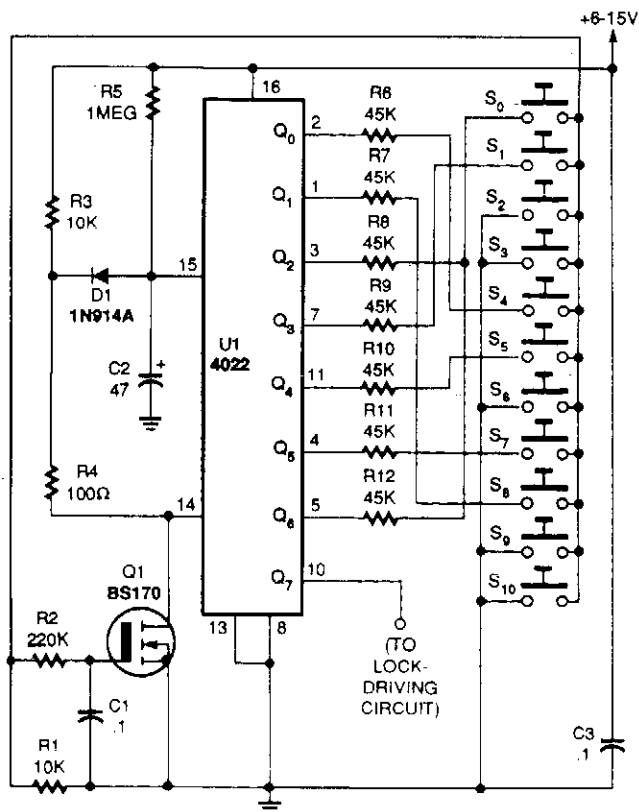 +6-15V
R5
1MEG
16
R6
45K
S0
Q0
2
R7
45K
S1
R3
10K
Q1
1
R8
45K
S2
D1
1N914A
15
Q2
3
R9
45K
S3
S4
U1
4022
Q3
7
R10
45K
S5
C2
47
+
Q4
11
R11
45K
S6
R4
100Ω
Q5
4
R12
45K
S7
14
Q6
5
S8
Q1
BS170
Q7
10
S9
R2
220K
13
8
(TO
LOCK-
DRIVING
CIRCUIT)
S10
C1
.1
R1
10K
C3
.1